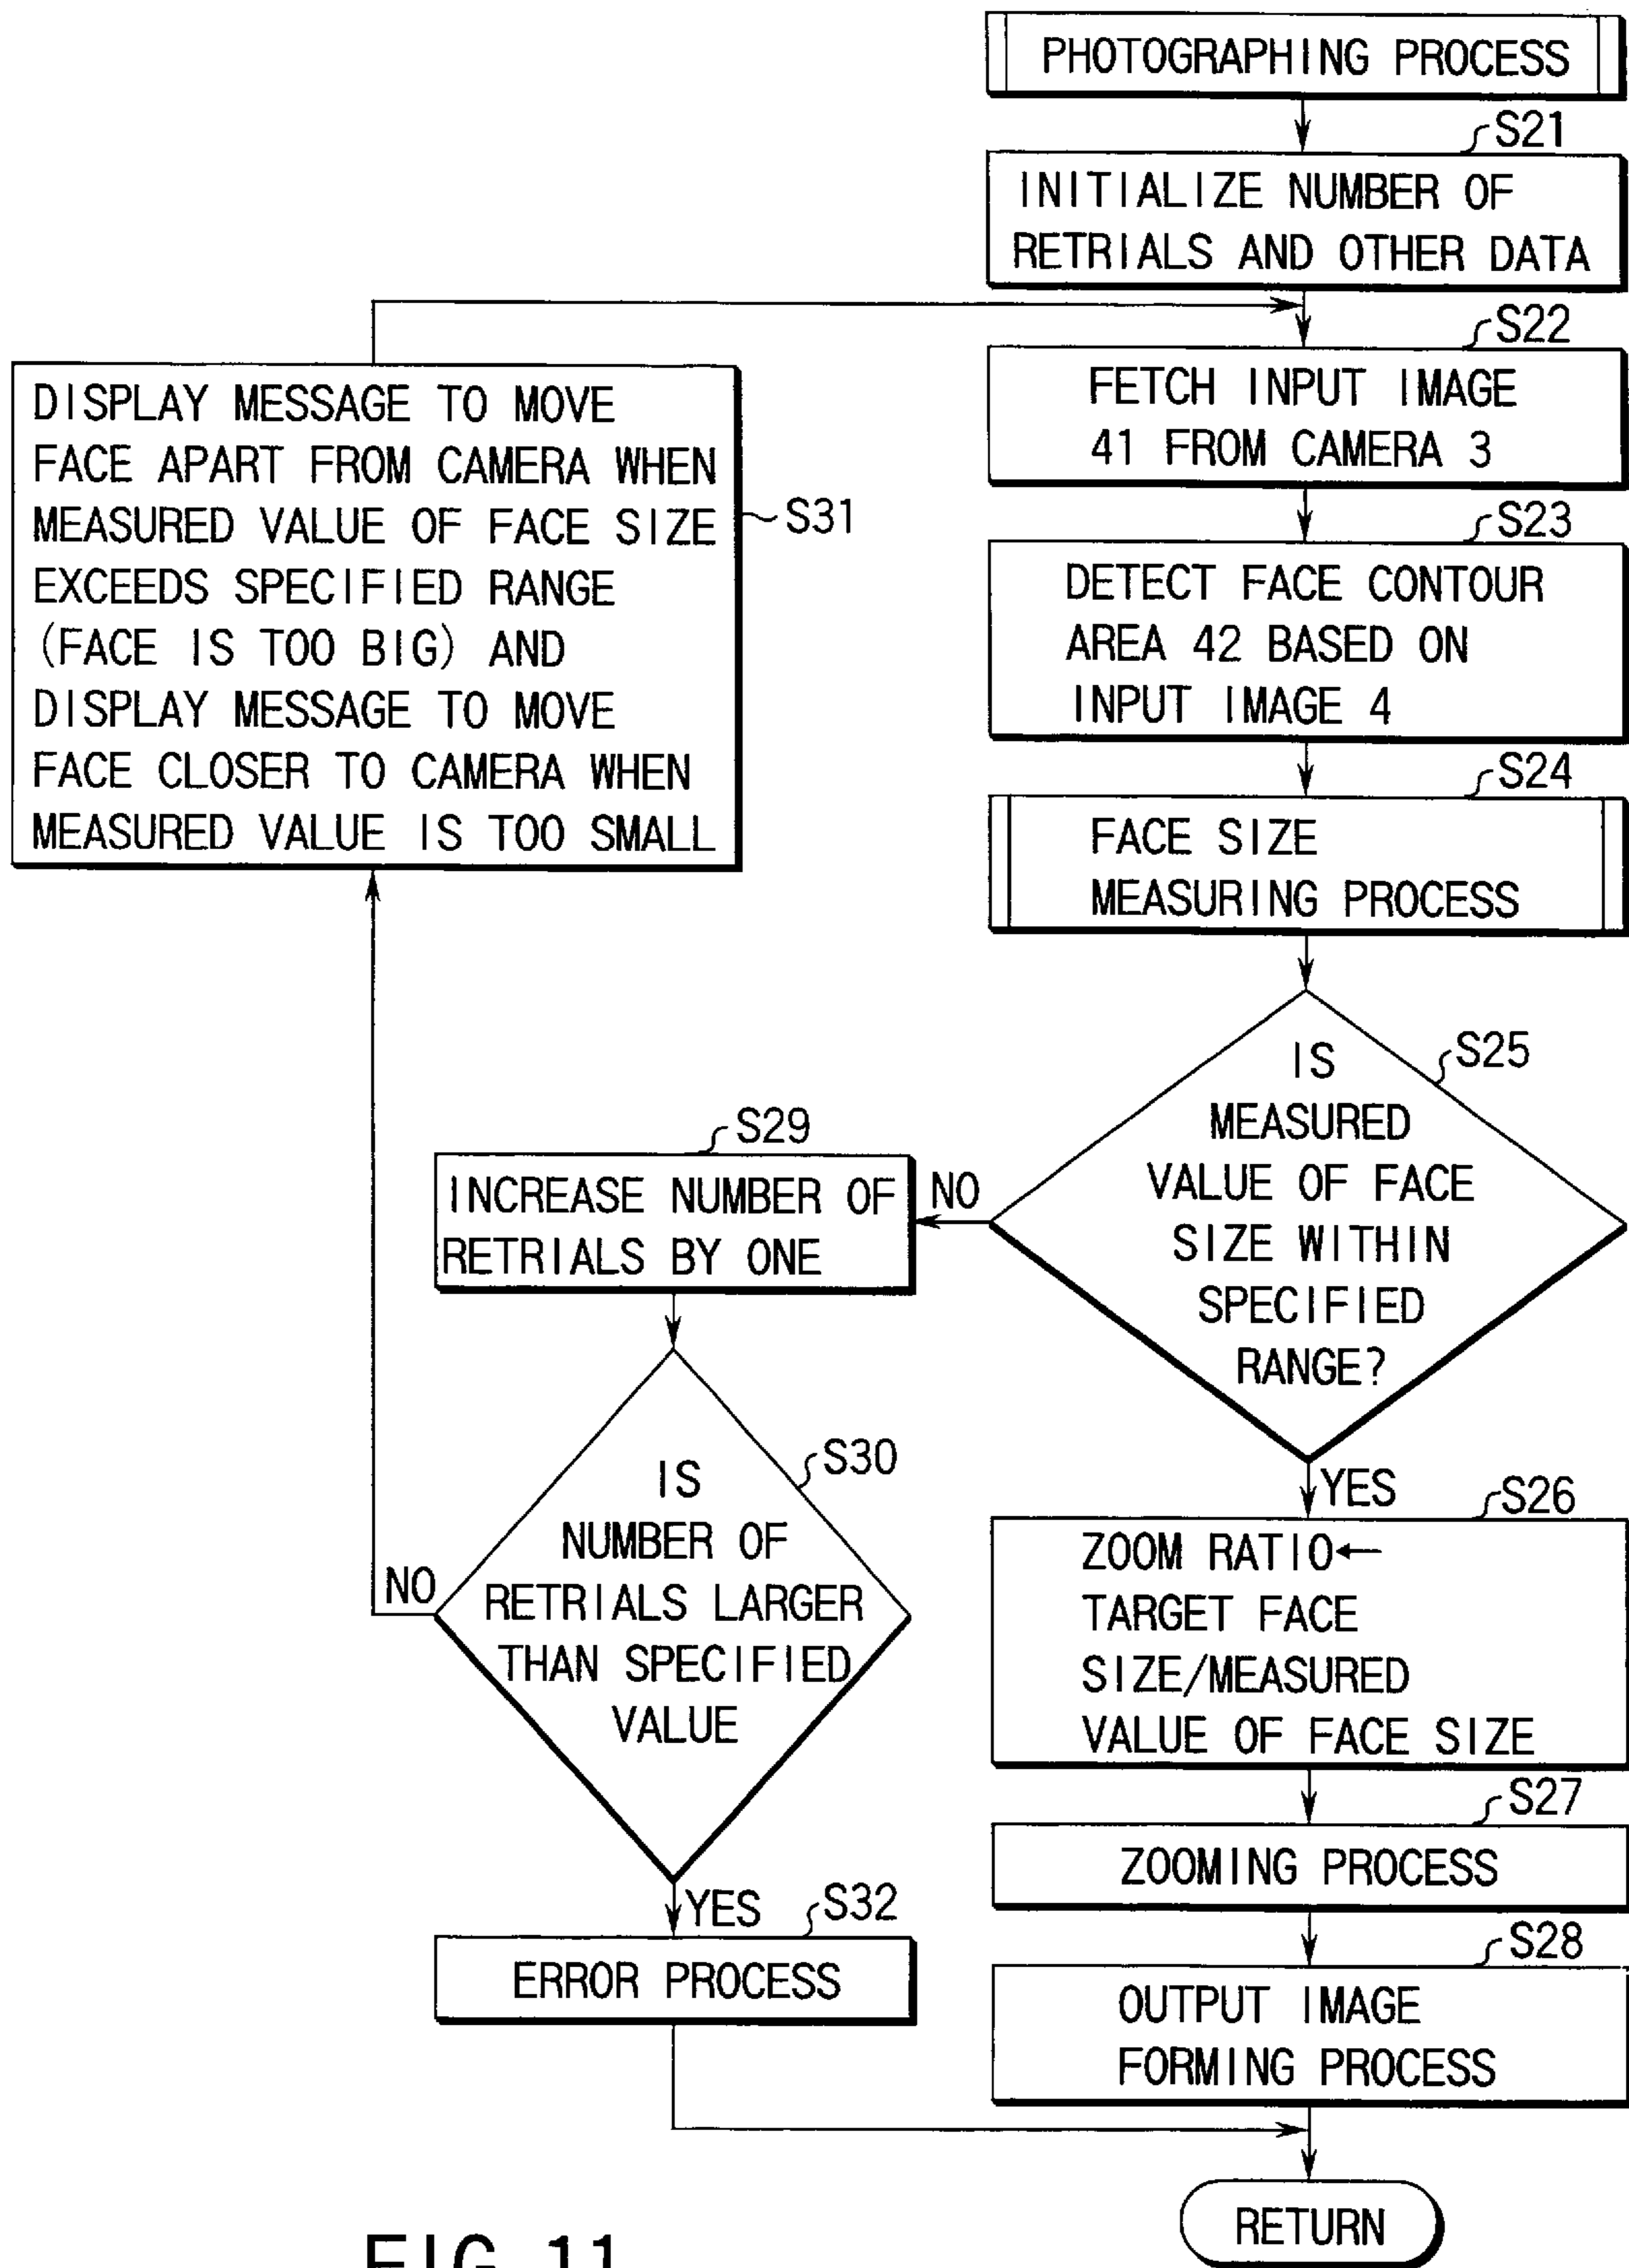 PHOTOGRAPHING PROCESS
S21
INITIALIZE NUMBER OF
RETRIALS AND OTHER DATA
S22
FETCH INPUT IMAGE
41 FROM CAMERA 3
S23
DETECT FACE CONTOUR
AREA 42 BASED ON
INPUT IMAGE 4
S24
FACE SIZE
MEASURING PROCESS
S25
IS
MEASURED
VALUE OF FACE
SIZE WITHIN
SPECIFIED
RANGE?
YES
S26
ZOOM RATIO←
TARGET FACE
SIZE/MEASURED
VALUE OF FACE SIZE
S27
ZOOMING PROCESS
S28
OUTPUT IMAGE
FORMING PROCESS
RETURN
NO
S29
INCREASE NUMBER OF
RETRIALS BY ONE
S30
IS
NUMBER OF
RETRIALS LARGER
THAN SPECIFIED
VALUE
NO
S31
DISPLAY MESSAGE TO MOVE
FACE APART FROM CAMERA WHEN
MEASURED VALUE OF FACE SIZE
EXCEEDS SPECIFIED RANGE
(FACE IS TOO BIG) AND
DISPLAY MESSAGE TO MOVE
FACE CLOSER TO CAMERA WHEN
MEASURED VALUE IS TOO SMALL
YES
S32
ERROR PROCESS
FIG. 11